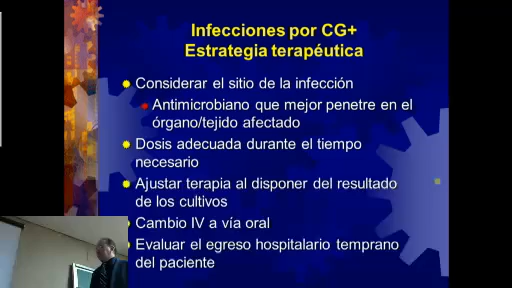 Infecciones por CG+
Estrategia terapéutica
Considerar el sitio de la infección
Antimicrobiano que mejor penetre en el
órgano/tejido afectado
Dosis adecuada durante el tiempo
necesario
Ajustar terapia al disponer del resultado
de los cultivos
Cambio IV a vía oral
Evaluar el egreso hospitalario temprano
del paciente